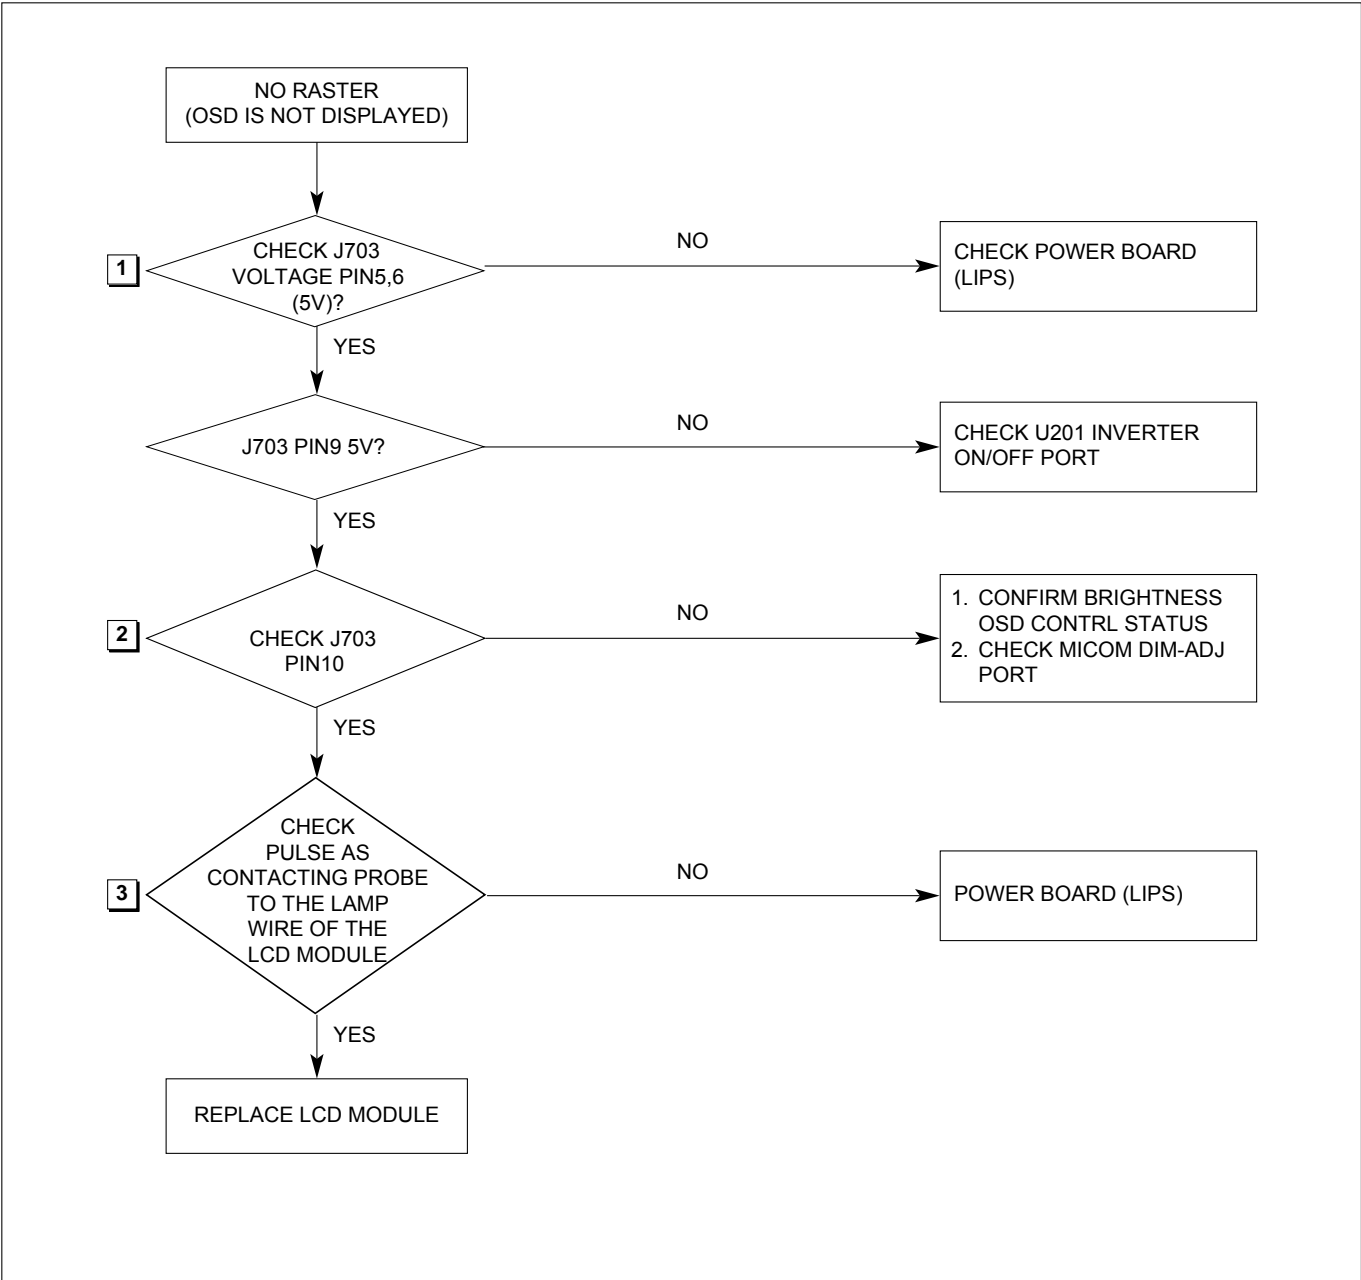 NO RASTER
(OSD IS NOT DISPLAYED)
1
CHECK J703
VOLTAGE PIN5,6
(5V)?
NO
CHECK POWER BOARD
(LIPS)
YES
J703 PIN9 5V?
NO
CHECK U201 INVERTER
ON/OFF PORT
YES
2
CHECK J703
PIN10
NO
1. CONFIRM BRIGHTNESS
OSD CONTRL STATUS
2. CHECK MICOM DIM-ADJ
PORT
YES
3
CHECK
PULSE AS
CONTACTING PROBE
TO THE LAMP
WIRE OF THE
LCD MODULE
NO
POWER BOARD (LIPS)
YES
REPLACE LCD MODULE